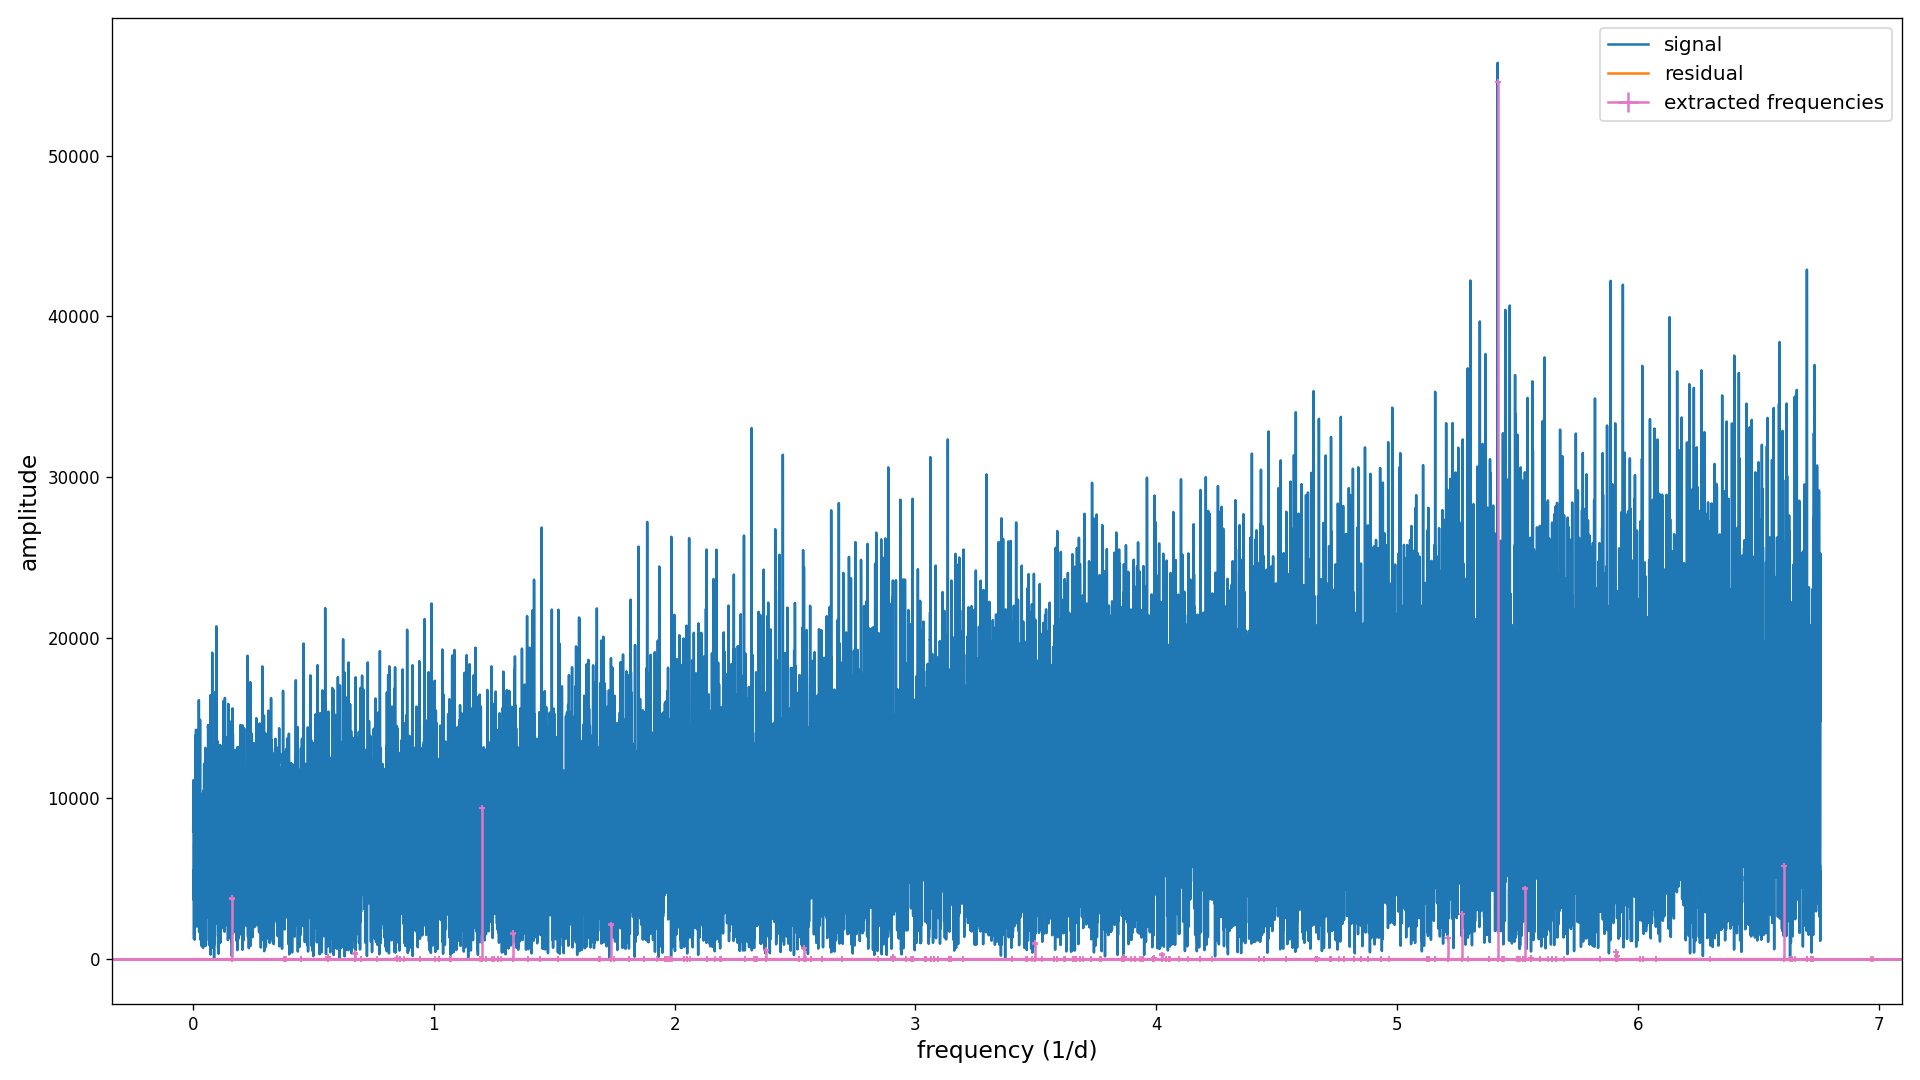 signal
residual
extracted frequencies
amplitude
50000
40000
30000
20000
10000
0
0 1 2 3 4 5 6 7
frequency (1/d)